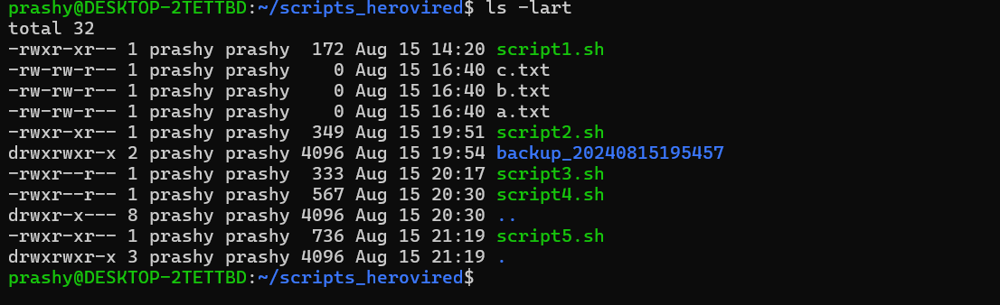 prashy@DESKTOP-2TETTBD:~/scripts_herovired$ ls -lart
total 32
-rwxr-xr-- 1 prashy prashy  172 Aug 15 14:20 script1.sh
-rw-rw-r-- 1 prashy prashy    0 Aug 15 16:40 c.txt
-rw-rw-r-- 1 prashy prashy    0 Aug 15 16:40 b.txt
-rw-rw-r-- 1 prashy prashy    0 Aug 15 16:40 a.txt
-rwxr-xr-- 1 prashy prashy  349 Aug 15 19:51 script2.sh
drwxrwxr-x 2 prashy prashy 4096 Aug 15 19:54 backup_20240815195457
-rwxr--r-- 1 prashy prashy  333 Aug 15 20:17 script3.sh
-rwxr--r-- 1 prashy prashy  567 Aug 15 20:30 script4.sh
drwxr-x--- 8 prashy prashy 4096 Aug 15 20:30 ..
-rwxr-xr-- 1 prashy prashy  736 Aug 15 21:19 script5.sh
drwxrwxr-x 3 prashy prashy 4096 Aug 15 21:19 .
prashy@DESKTOP-2TETTBD:~/scripts_herovired$